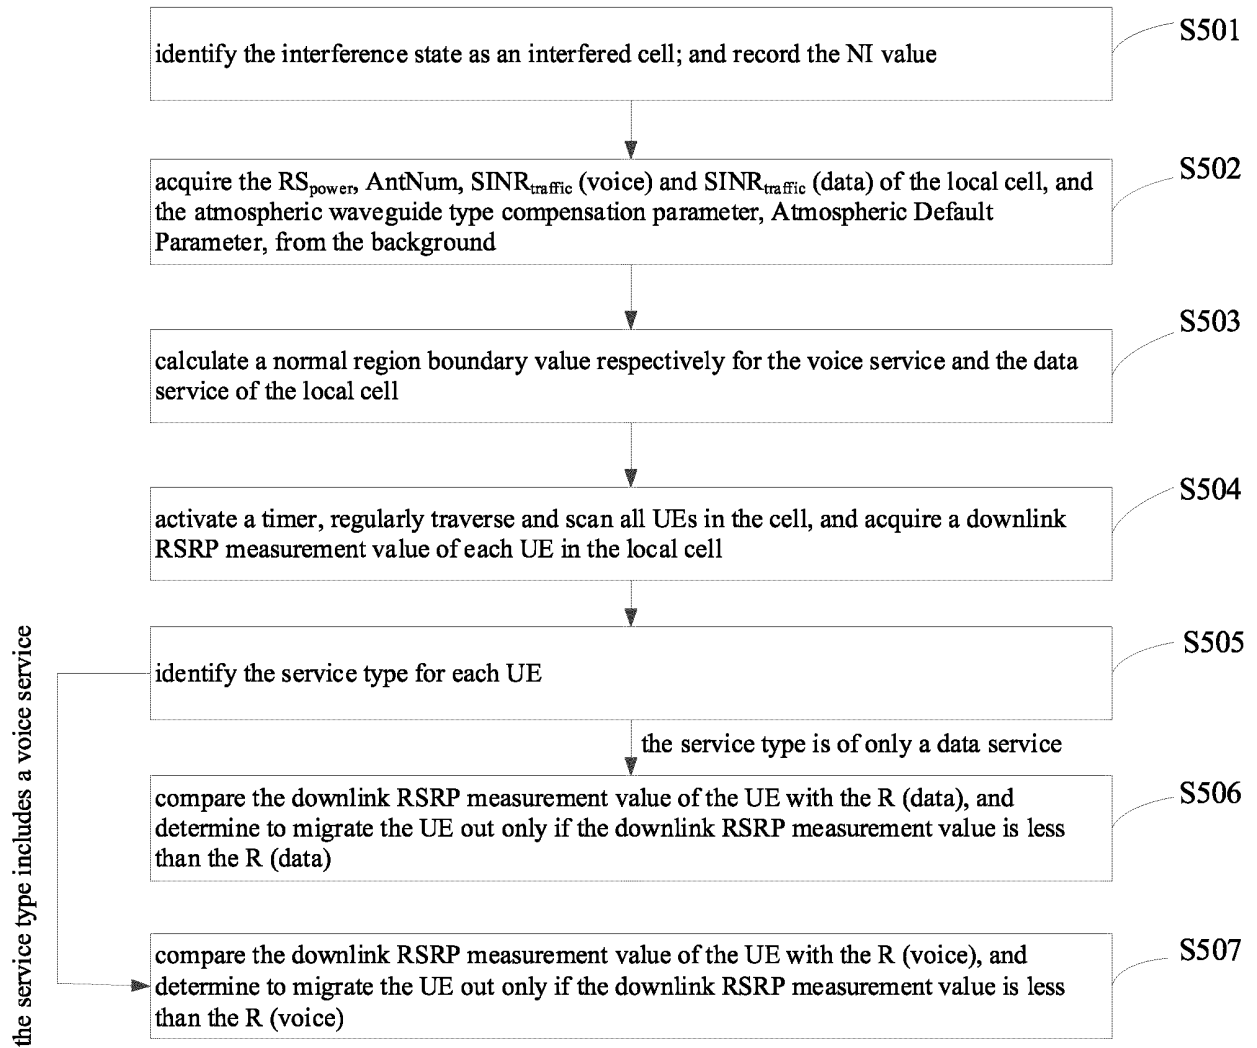 S501
identify the interference state as an interfered cell; and record the NI value
S502
acquire the RSpower, AntNum, SINRtraffic (voice) and SINRtraffic (data) of the local cell, and
the atmospheric waveguide type compensation parameter, Atmospheric Default
Parameter, from the background
S503
calculate a normal region boundary value respectively for the voice service and the data
service of the local cell
S504
activate a timer, regularly traverse and scan all UEs in the cell, and acquire a downlink
RSRP measurement value of each UE in the local cell
S505
identify the service type for each UE
the service type is of only a data service
S506
compare the downlink RSRP measurement value of the UE with the R (data), and
determine to migrate the UE out only if the downlink RSRP measurement value is less
than the R (data)
the service type includes a voice service
S507
compare the downlink RSRP measurement value of the UE with the R (voice), and
determine to migrate the UE out only if the downlink RSRP measurement value is less
than the R (voice)